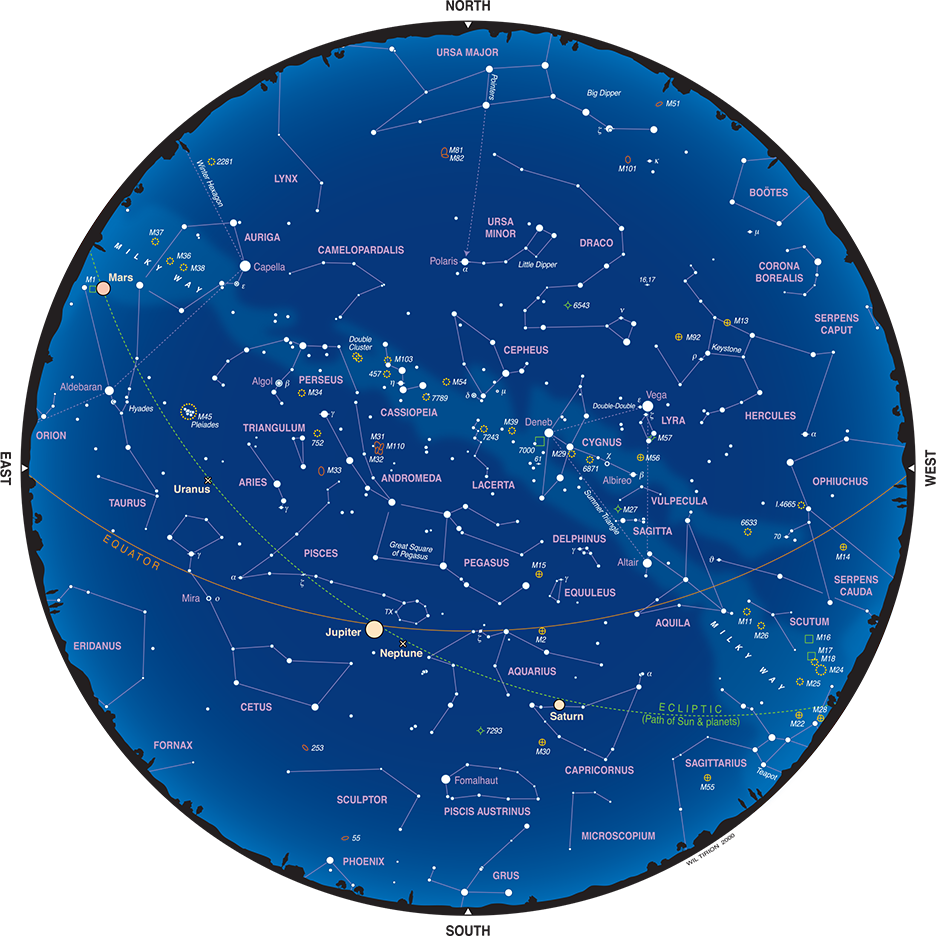 NORTH
URSA MAJOR
Pointers
Big Dipper
M51
ζ
M81
M82
M101
κ
2281
Winter Hexagon
LYNX
BOÖTES
μ
URSA
MINOR
DRACO
M37
AURIGA
CAMELOPARDALIS
MILKY WAY
M36
M38
Capella
ε
Polaris
α
Little Dipper
CORONA
BOREALIS
16,17
M1
Mars
6543
SERPENS
CAPUT
ν
M13
M92
Keystone
ρ
Double
Cluster
M103
457
η
CEPHEUS
Algol
β
PERSEUS
M34
M54
δ
μ
7789
CASSIOPEIA
Aldebaran
Hyades
M45
Pleiades
Vega
ε
Double-Double
LYRA
HERCULES
ORION
TRIANGULUM
γ
752
M31
M110
M32
7243
M39
Deneb
7000
61
M29
CYGNUS
6871
χ
M57
M56
α
EAST
WEST
M33
ANDROMEDA
LACERTA
Albireo
β
OPHIUCHUS
Uranus
ARIES
γ
TAURUS
Summer Triangle
M27
VULPECULA
SAGITTA
I.4665
70
6633
M14
EQUATOR
γ
PISCES
Great Square
of Pegasus
PEGASUS
DELPHINUS
γ
Altair
θ
α
ζ
M15
γ
EQUULEUS
SERPENS
CAUDA
Mira
ο
TX
Jupiter
Neptune
ζ
M2
AQUILA
M11
M26
SCUTUM
M16
M17
M18
M24
M25
MILKY WAY
ERIDANUS
AQUARIUS
α
CETUS
Saturn
ECLIPTIC
(Path of Sun & planets)
M28
M22
FORNAX
253
7293
M30
CAPRICORNUS
SAGITTARIUS
Teapot
M55
Fomalhaut
SCULPTOR
PISCIS AUSTRINUS
MICROSCOPIUM
55
PHOENIX
GRUS
WIL TIRION 2000
SOUTH